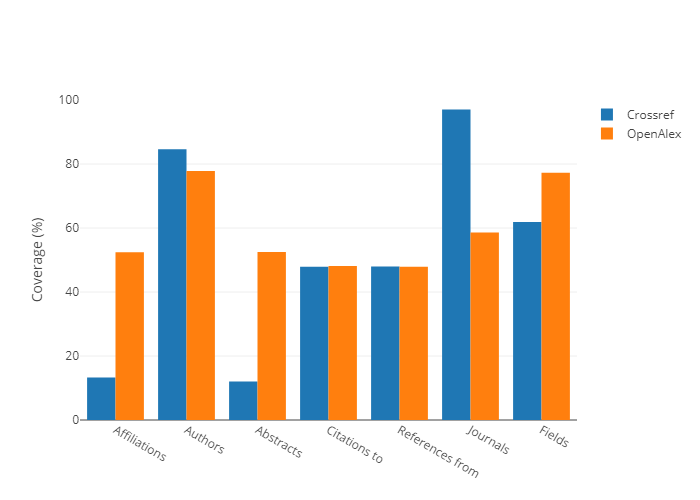 100
80
60
40
20
0
Coverage (%)
Affiliations
Authors
Abstracts
Citations to
References from
Journals
Fields
Crossref
OpenAlex